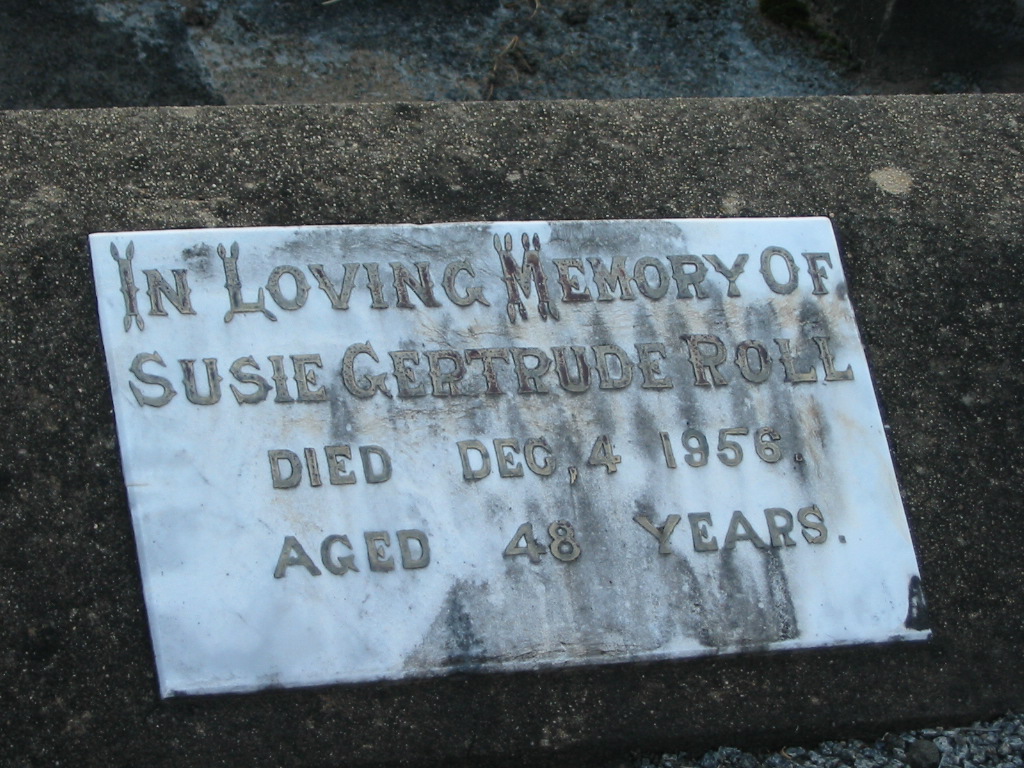 IN LOVING MEMORY OF
SUSIE GERTRUDE ROLL
DIED DEC, 4 1956.
AGED 48 YEARS.